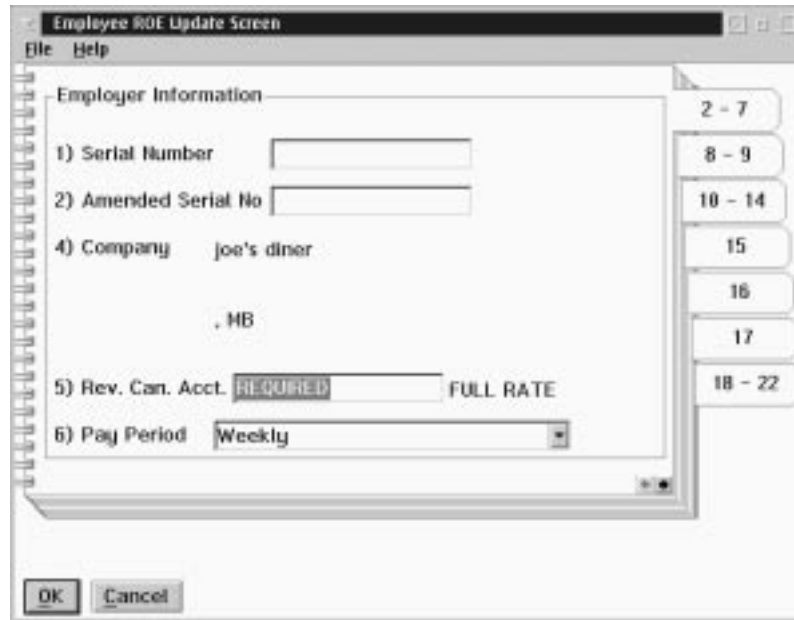 Employee ROE Update Screen
File Help
Employer Information
2 - 7
1) Serial Number
8 - 9
2) Amended Serial No
10 - 14
4) Company joe's diner
15
16
, MB
17
5) Rev. Can. Acct. REQUIRED FULL RATE
18 - 22
6) Pay Period Weekly
OK Cancel